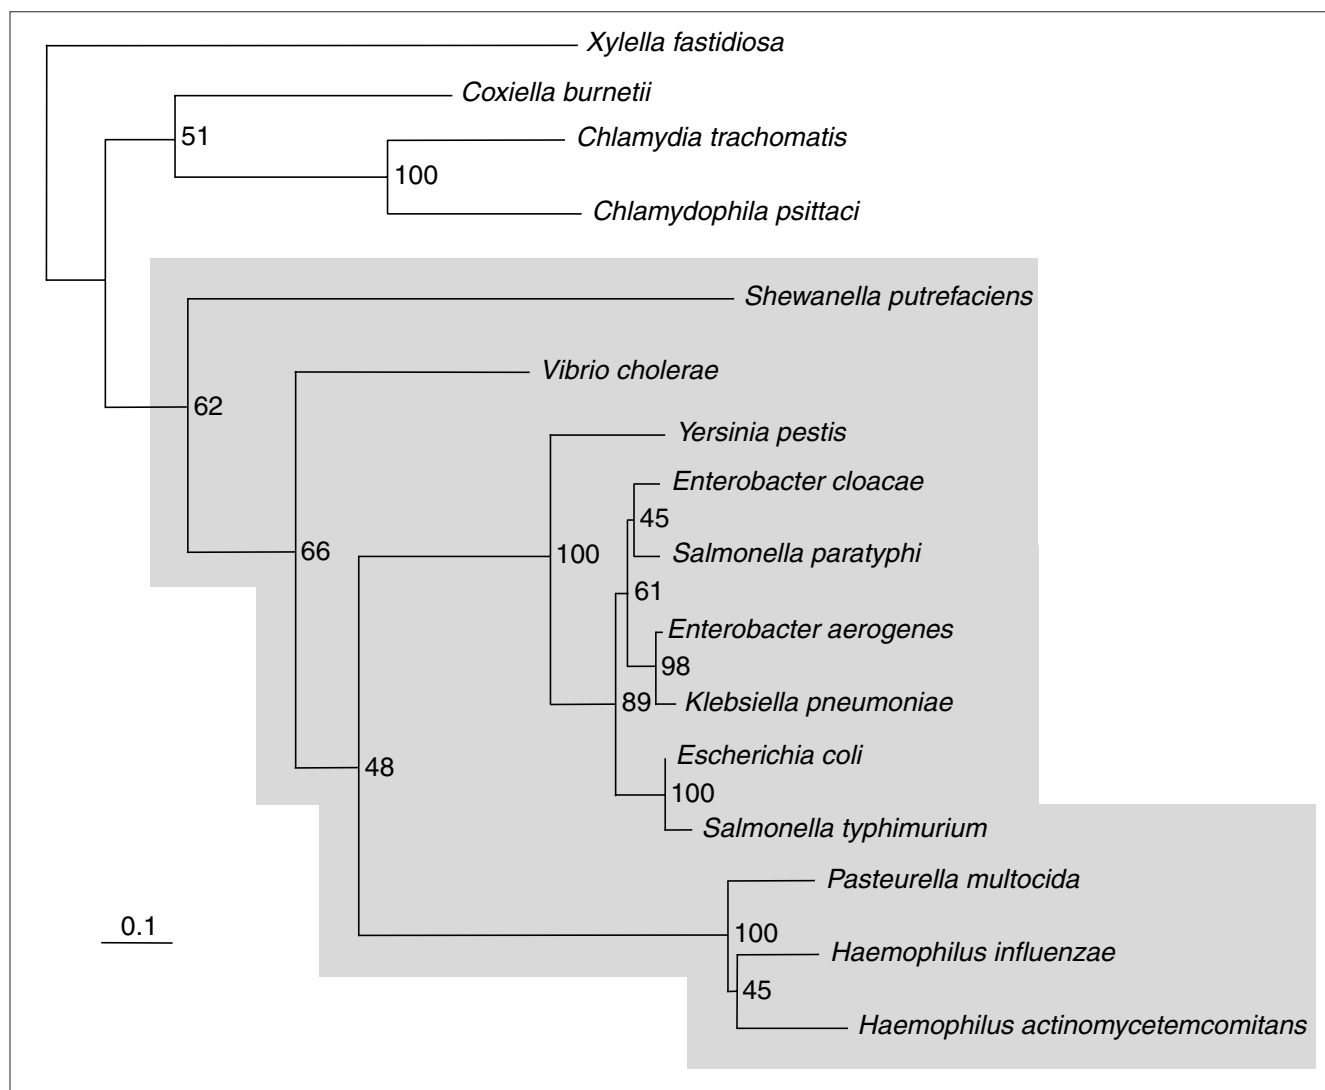 Xylella fastidiosa
Coxiella burnetii
51
Chlamydia trachomatis
100
Chlamydophila psittaci
Shewanella putrefaciens
Vibrio cholerae
62
Yersinia pestis
Enterobacter cloacae
45
66
100
Salmonella paratyphi
61
Enterobacter aerogenes
98
89
Klebsiella pneumoniae
Escherichia coli
48
100
Salmonella typhimurium
Pasteurella multocida
0.1
100
Haemophilus influenzae
45
Haemophilus actinomycetemcomitans